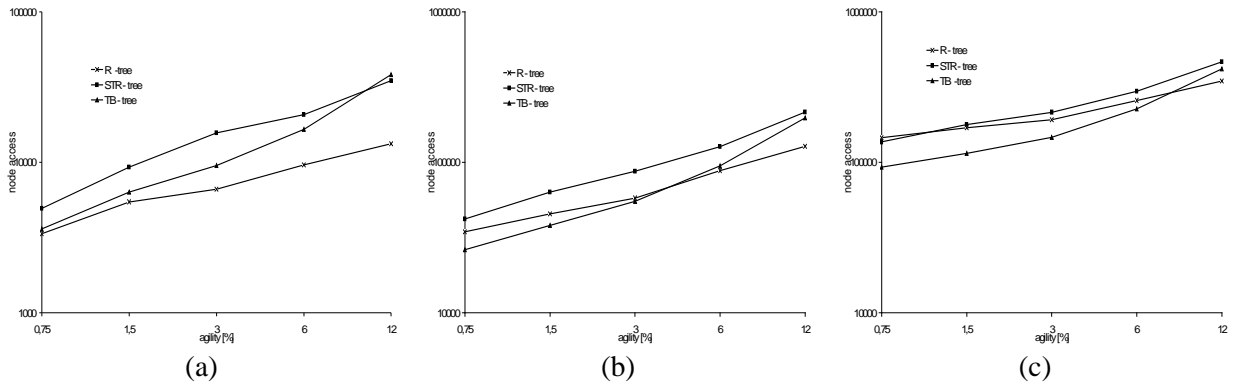 100000
R -tree
STR- tree
TB- tree
node access
10000
1000
0,75
1,5
3
6
12
agility [%]
(a)
1000000
R- tree
STR- tree
TB- tree
node access
100000
10000
0,75
1,5
3
6
12
agility [%]
(b)
1000000
R- tree
STR- tree
TB -tree
node access
100000
10000
0,75
1,5
3
6
12
agility [%]
(c)